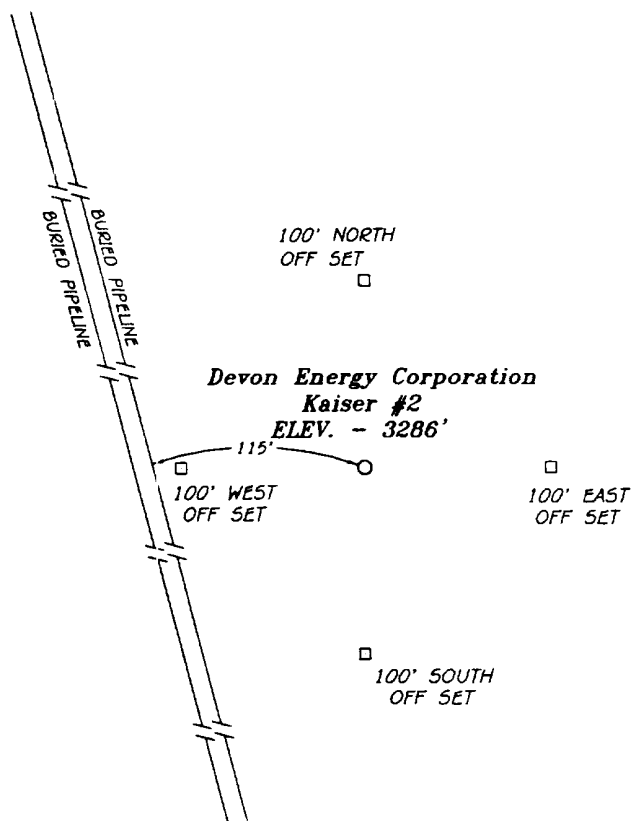 BURIED PIPELINE
BURIED PIPELINE
100' NORTH
OFF SET
Devon Energy Corporation
Kaiser #2
ELEV. - 3286'
115'
100' WEST
OFF SET
100' EAST
OFF SET
100' SOUTH
OFF SET